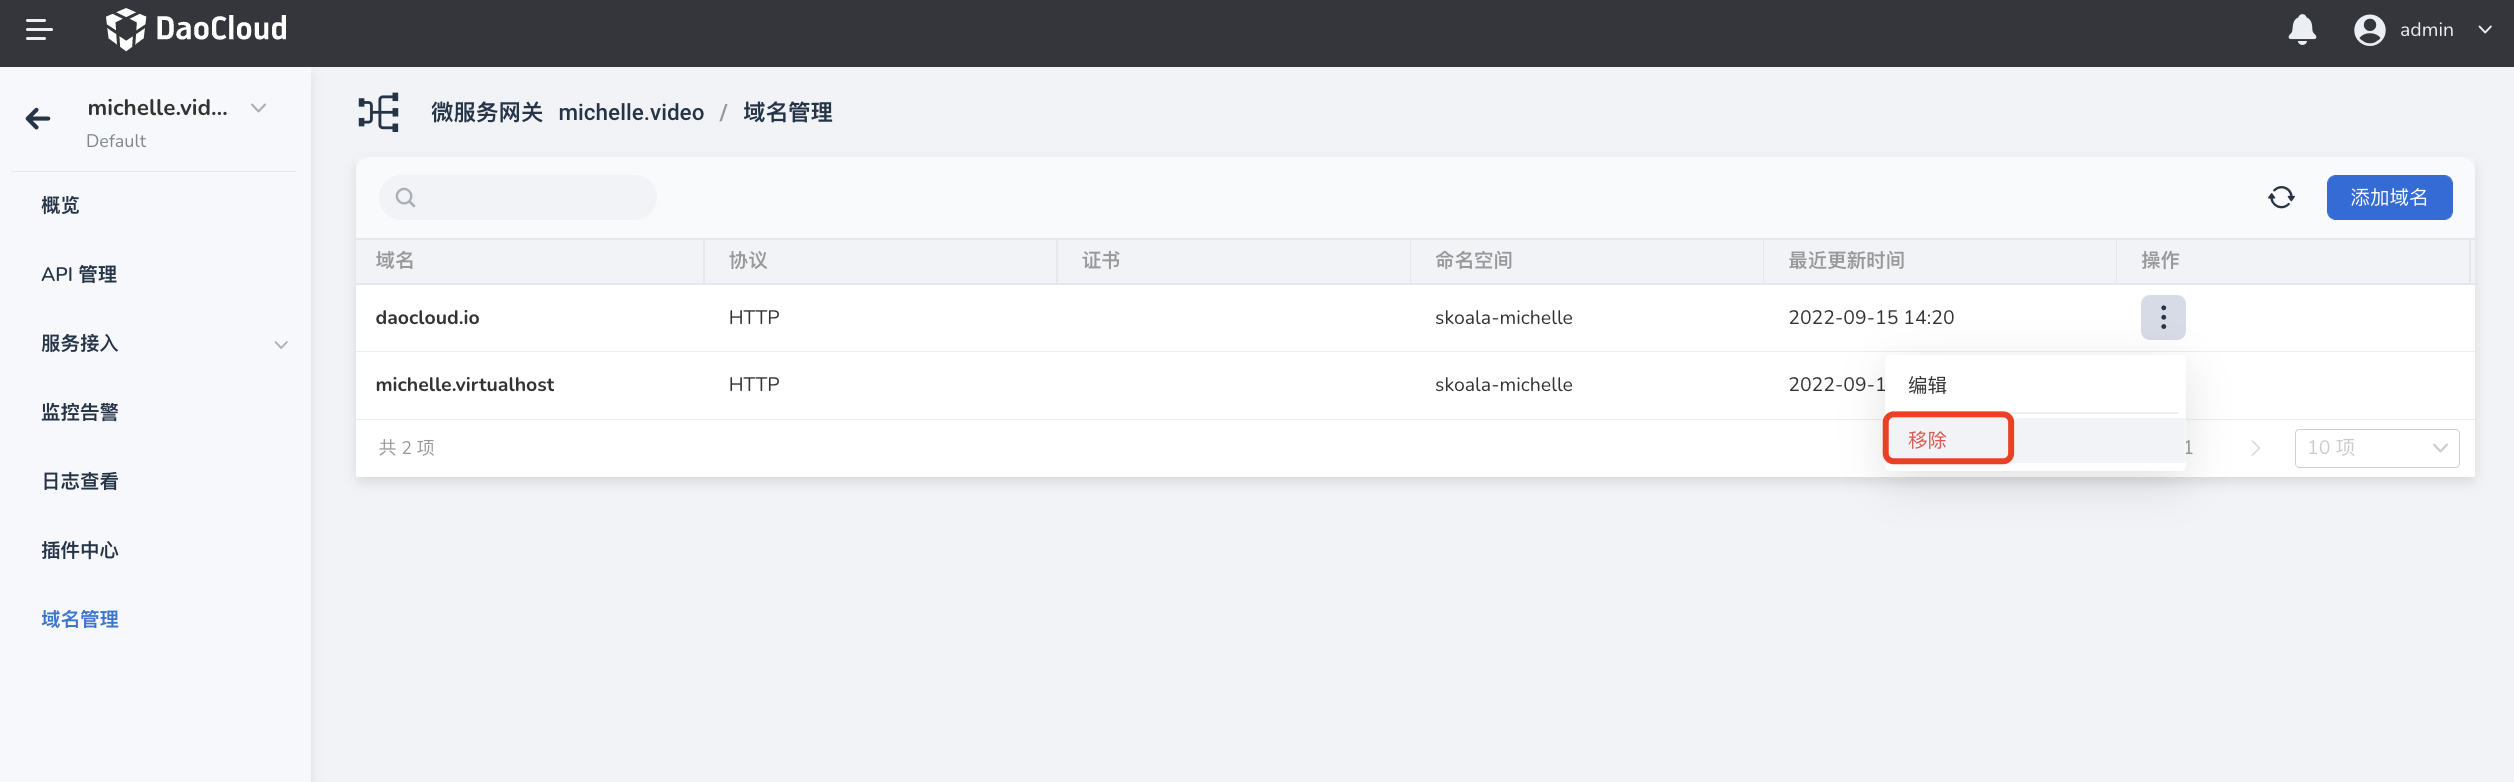 DaoCloud
admin
michelle.vid...
Default
概览
API 管理
服务接入
监控告警
日志查看
插件中心
域名管理
微服务网关 michelle.video / 域名管理
添加域名
域名 协议 证书 命名空间 最近更新时间 操作
daocloud.io HTTP skoala-michelle 2022-09-15 14:20
michelle.virtualhost HTTP skoala-michelle 2022-09-1
编辑
移除
共 2 项 1 10 项